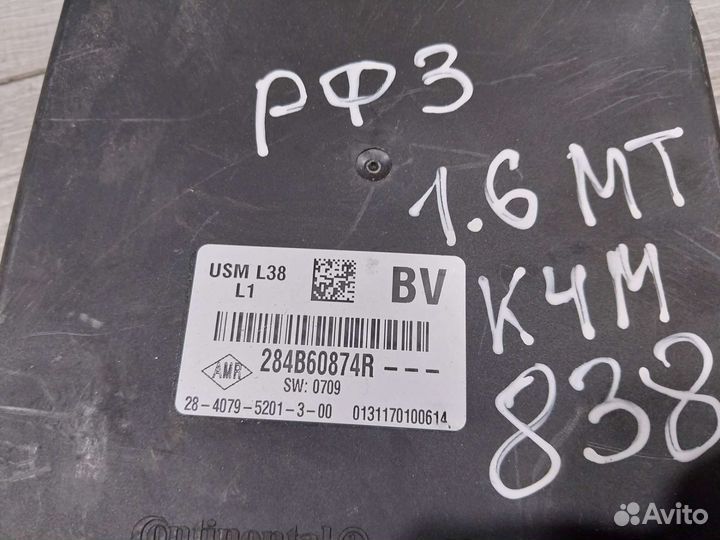 РФ3
1.6 МТ
К4М
838
USM L38
L1
BV
AMR
284B60874R---
SW: 0709
28-4079-5201-3-00 0131170100614
Continental
Avito